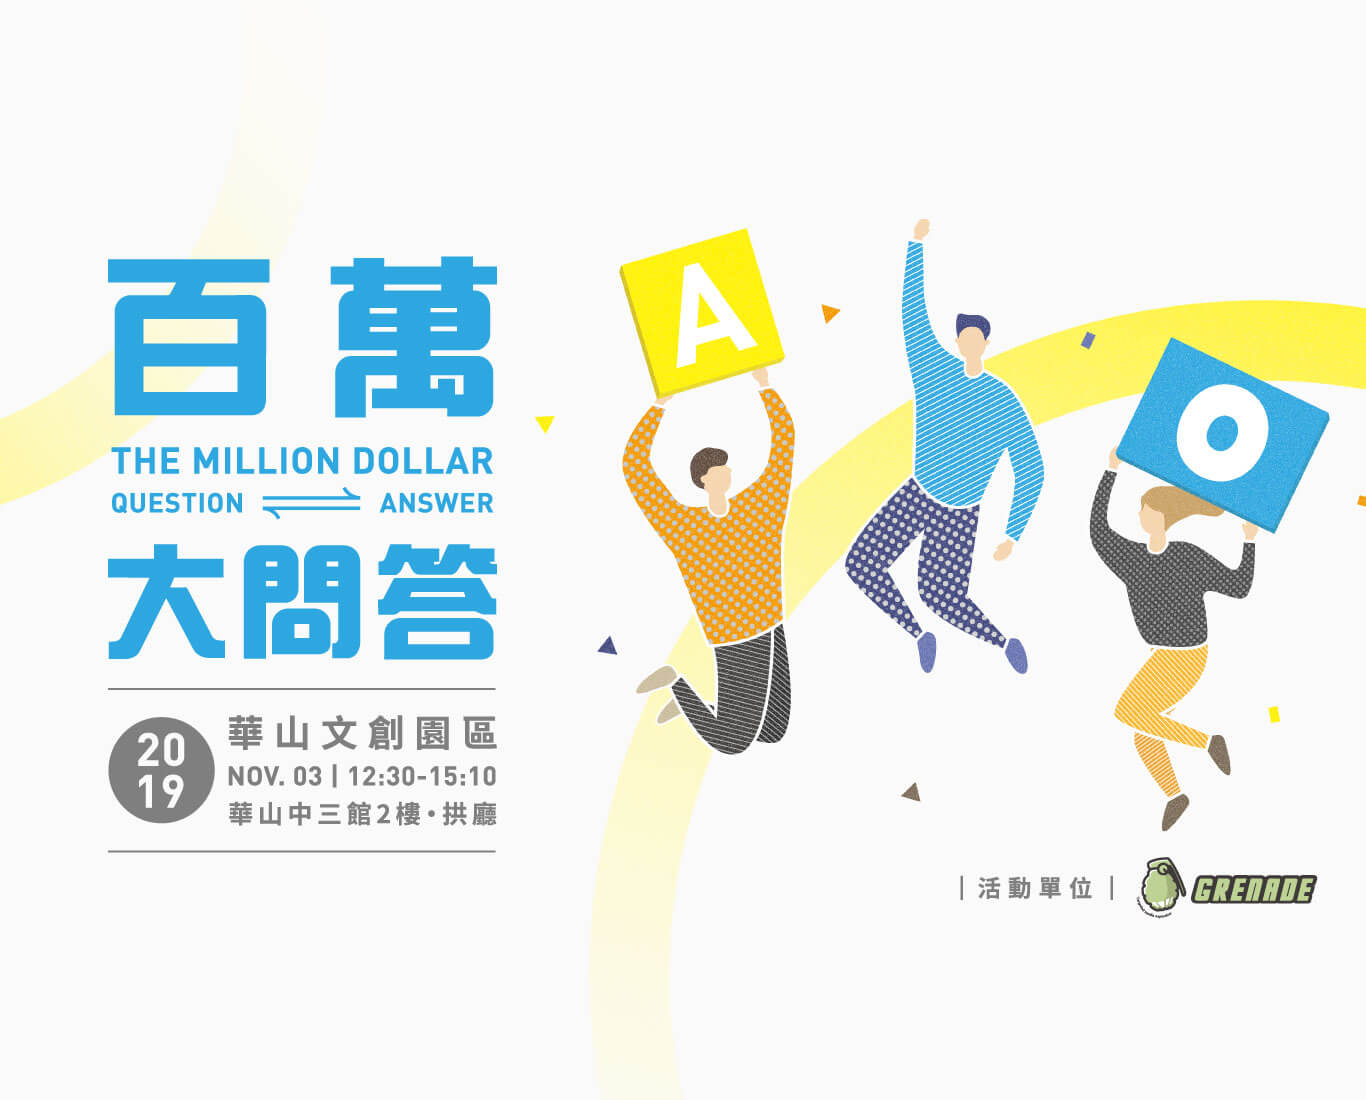 百萬
THE MILLION DOLLAR
QUESTION ANSWER
大問答
2019
華山文創園區
NOV. 03 | 12:30-15:10
華山中三館2樓・拱廳
A
O
| 活動單位 |
GRENADE